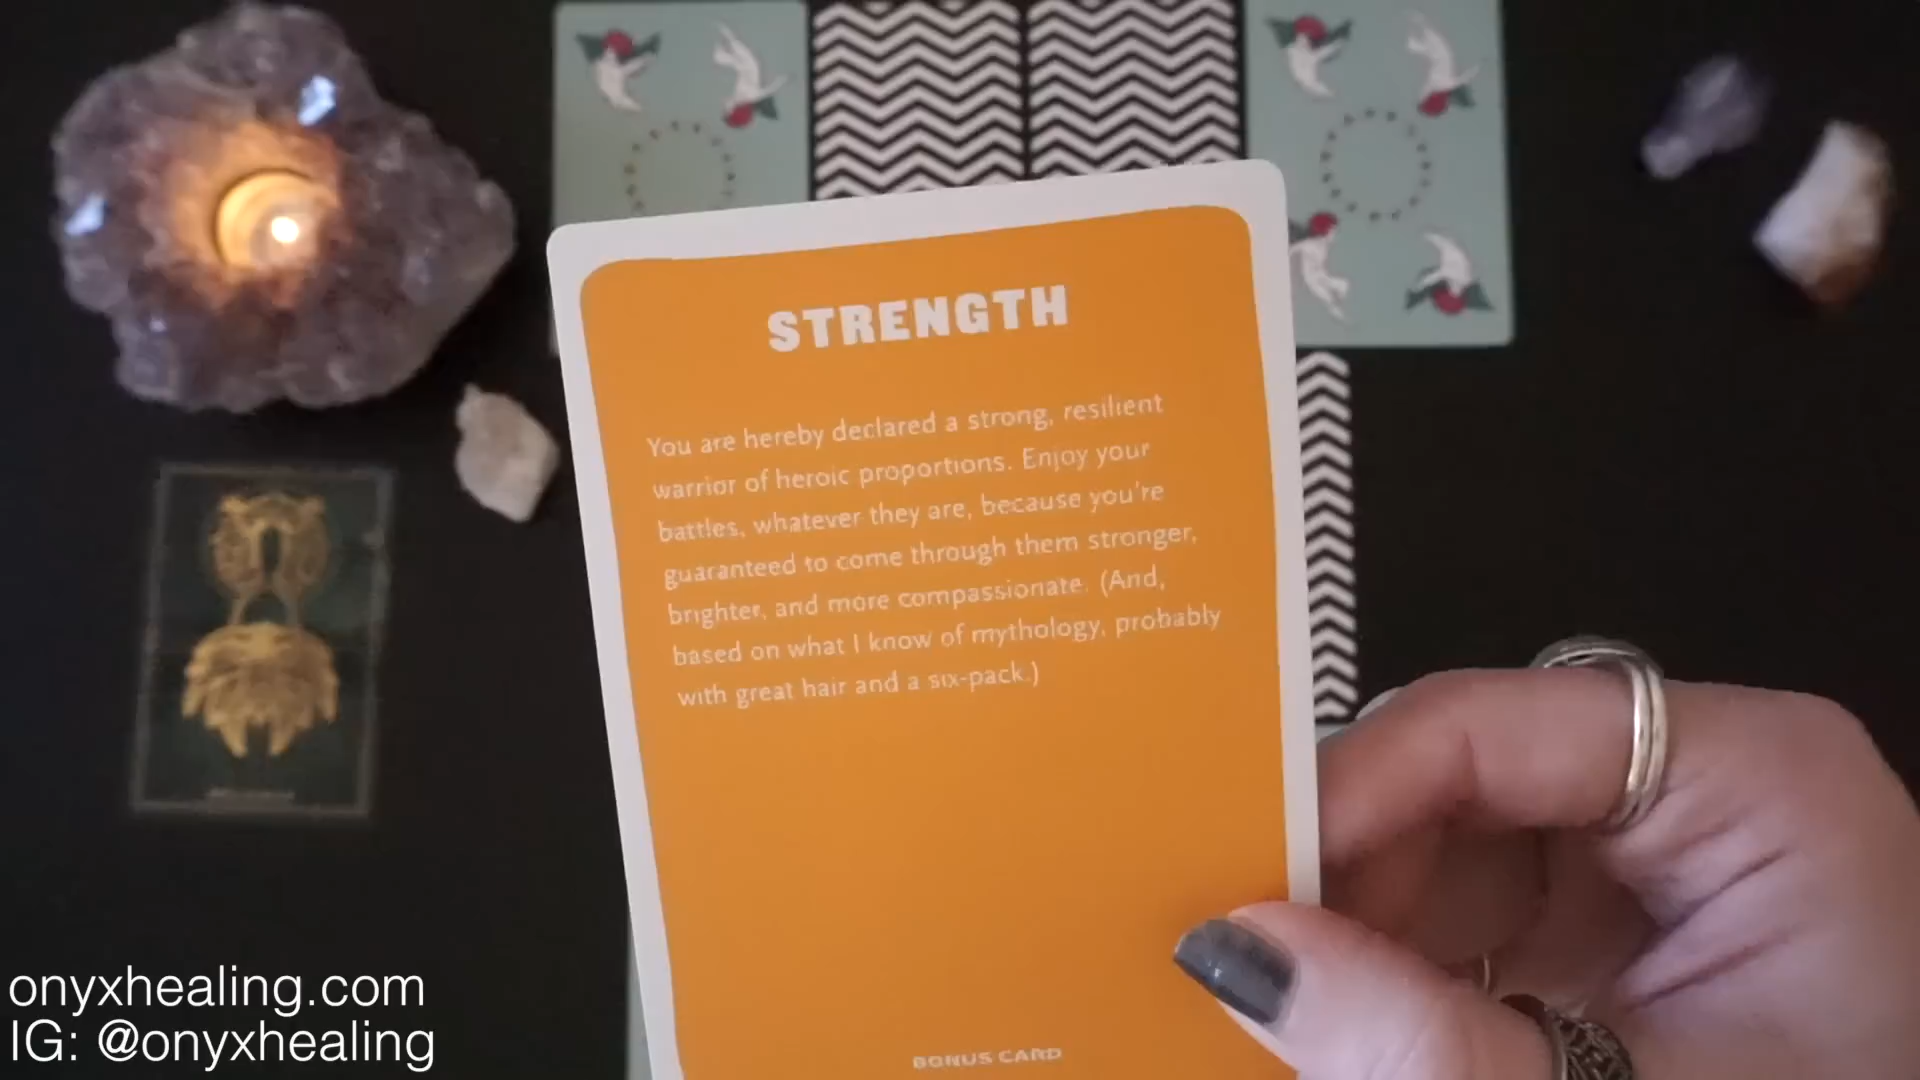 STRENGTH
You are hereby declared a strong, resilient
warrior of heroic proportions. Enjoy your
battles, whatever they are, because you're
guaranteed to come through them stronger,
brighter, and more compassionate. (And,
based on what I know of mythology, probably
with great hair and a six-pack.)
BONUS CARD
onyxhealing.com
IG: @onyxhealing